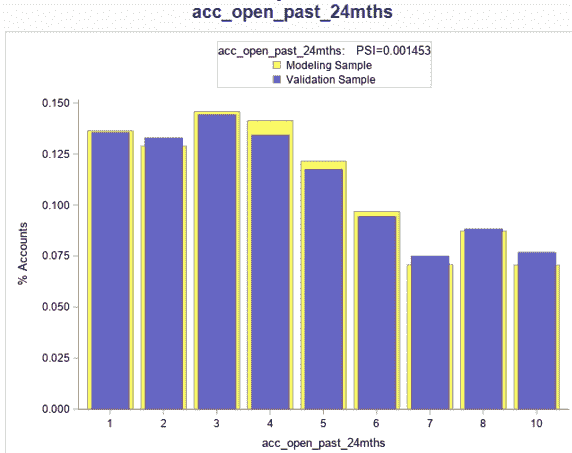 acc_open_past_24mths
acc_open_past_24mths: PSI=0.001453
Modeling Sample
Validation Sample
0.150
0.125
0.100
0.075
0.050
0.025
0.000
% Accounts
1 2 3 4 5 6 7 8 10
acc_open_past_24mths